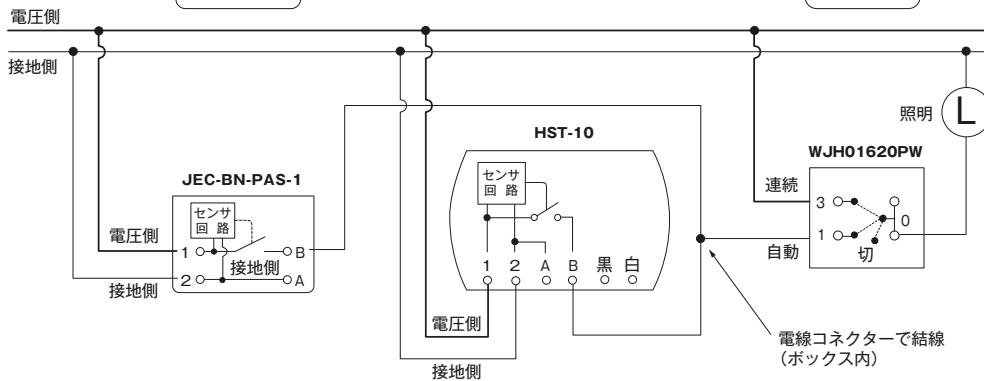 電圧側
接地側
照明
L
HST-10
WJH01620PW
JEC-BN-PAS-1
センサ
回 路
センサ
回 路
連続
3
0
1
切
自動
電圧側
1
接地側
B
2
A
接地側
1
2
A
B
黒
白
電圧側
接地側
電線コネクターで結線
（ボックス内）